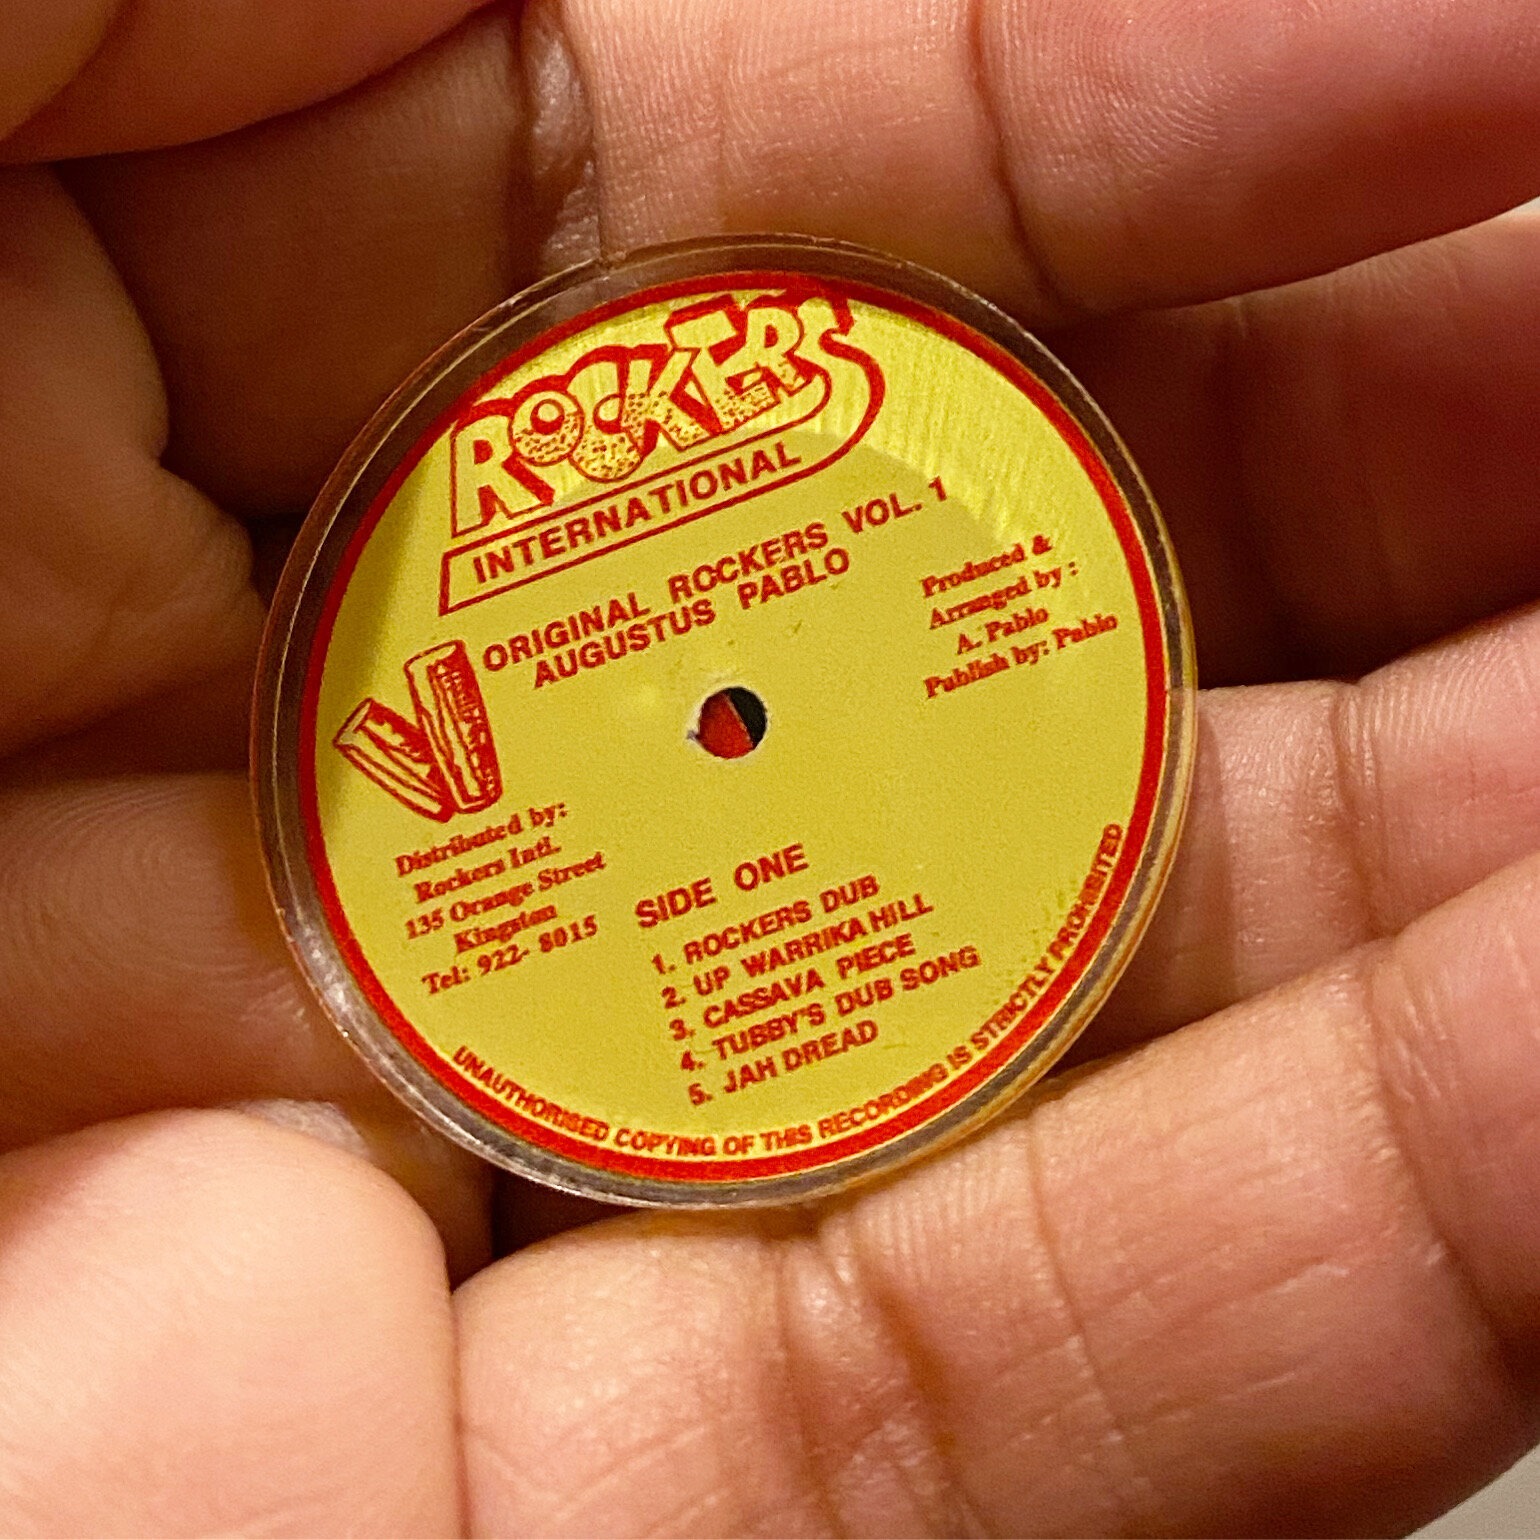 ROCKERS
INTERNATIONAL
ORIGINAL ROCKERS VOL. 1
AUGUSTUS PABLO
Produced &
Arranged by :
A. Pablo
Publish by: Pablo
Distributed by:
Rockers Intl.
135 Orange Street
Kingston
Tel: 922- 8015
SIDE ONE
1. ROCKERS DUB
2. UP WARRIKA HILL
3. CASSAVA PIECE
4. TUBBY'S DUB SONG
5. JAH DREAD
UNAUTHORISED COPYING OF THIS RECORDING IS STRICTLY PROHIBITED